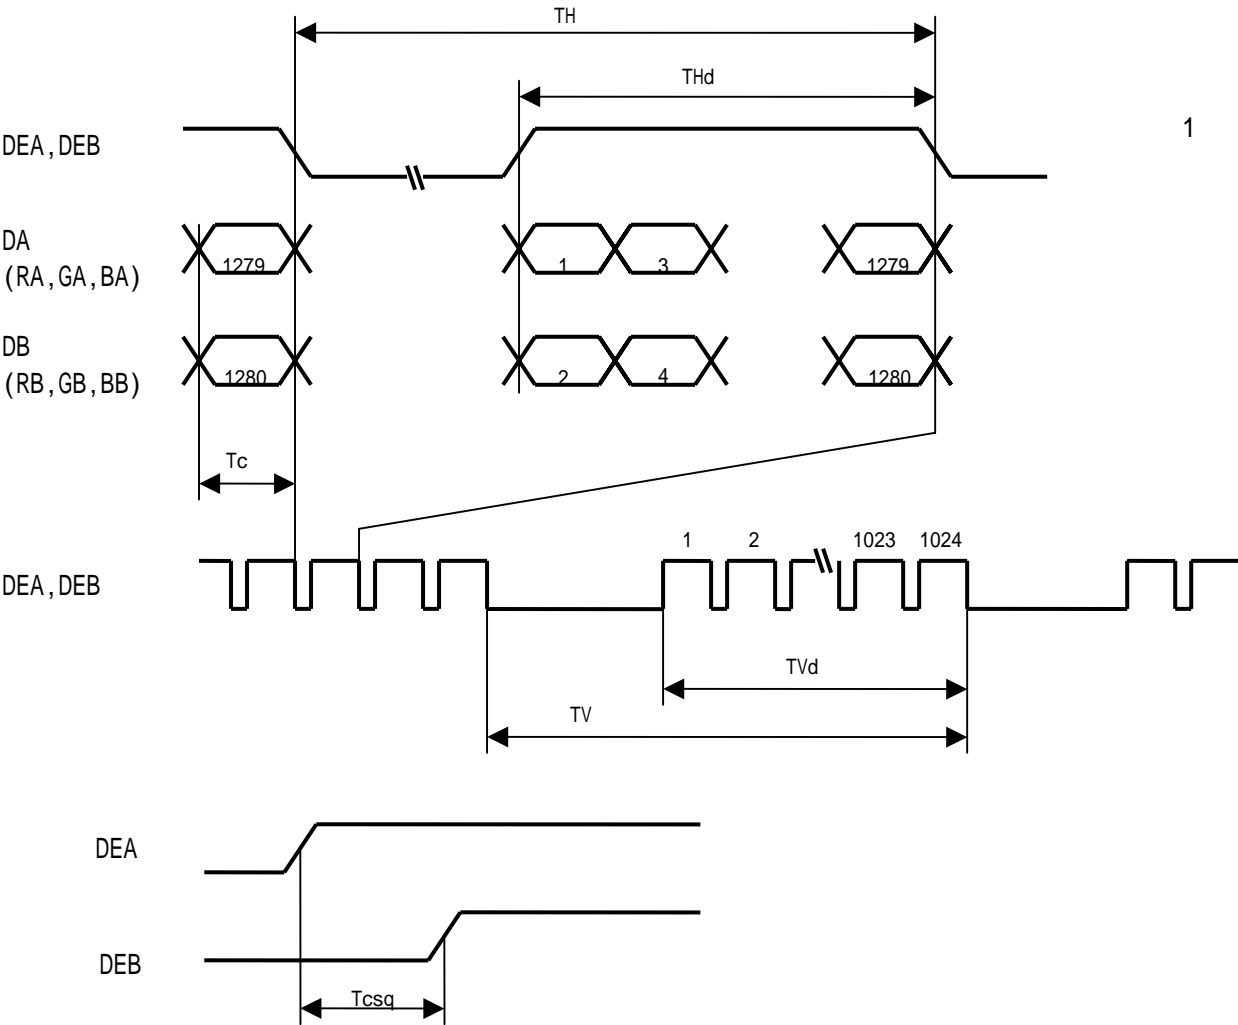 TH
THd
1
DEA,DEB
DA
(RA,GA,BA)
1279
1
3
1279
DB
(RB,GB,BB)
1280
2
4
1280
Tc
1 2 1023 1024
DEA,DEB
TVd
TV
DEA
DEB
Tcsq